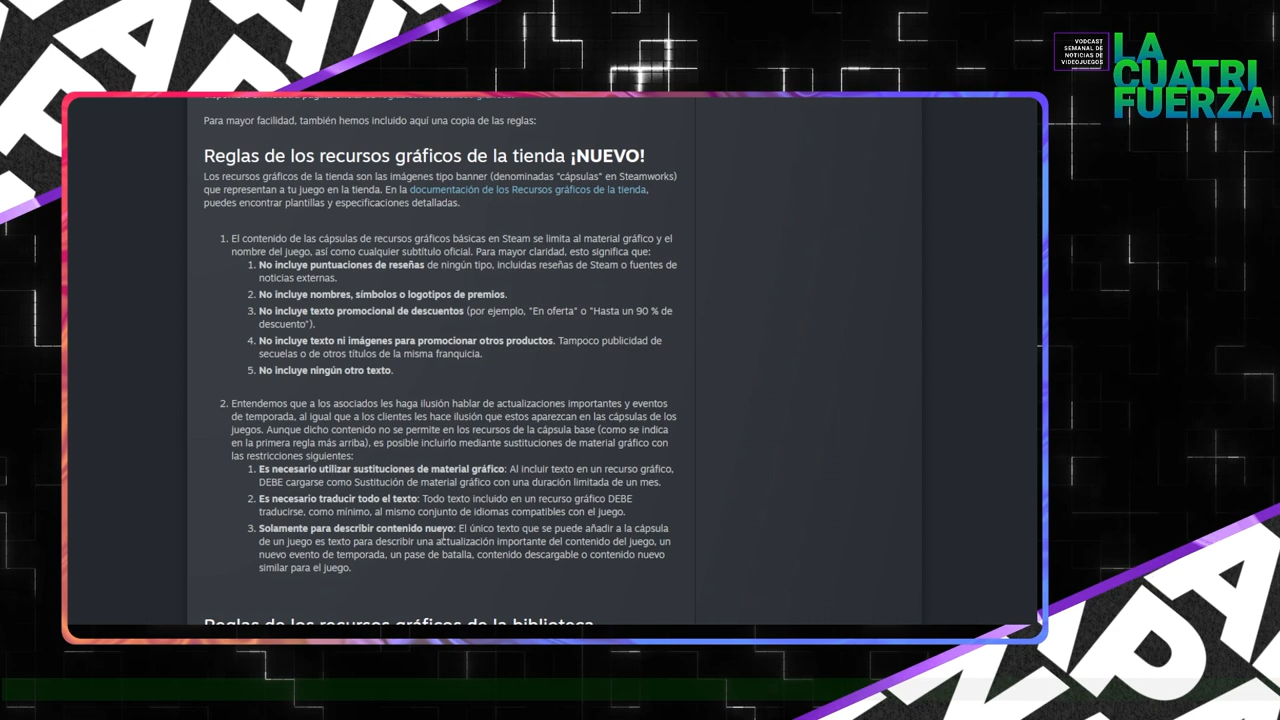 VODCAST
SEMANAL DE
NOTICIAS DE
VIDEOJUEGOS
LA
CUATRI
FUERZA
Para mayor facilidad, también hemos incluido aquí una copia de las reglas:
Reglas de los recursos gráficos de la tienda ¡NUEVO!
Los recursos gráficos de la tienda son las imágenes tipo banner (denominadas "cápsulas" en Steamworks)
que representan a tu juego en la tienda. En la documentación de los Recursos gráficos de la tienda,
puedes encontrar plantillas y especificaciones detalladas.
1. El contenido de las cápsulas de recursos gráficos básicas en Steam se limita al material gráfico y el
nombre del juego, así como cualquier subtítulo oficial. Para mayor claridad, esto significa que:
1. No incluye puntuaciones de reseñas de ningún tipo, incluidas reseñas de Steam o fuentes de
noticias externas.
2. No incluye nombres, símbolos o logotipos de premios.
3. No incluye texto promocional de descuentos (por ejemplo, "En oferta" o "Hasta un 90 % de
descuento").
4. No incluye texto ni imágenes para promocionar otros productos. Tampoco publicidad de
secuelas o de otros títulos de la misma franquicia.
5. No incluye ningún otro texto.
2. Entendemos que a los asociados les haga ilusión hablar de actualizaciones importantes y eventos
de temporada, al igual que a los clientes les hace ilusión que estos aparezcan en las cápsulas de los
juegos. Aunque dicho contenido no se permite en los recursos de la cápsula base (como se indica
en la primera regla más arriba), es posible incluirlo mediante sustituciones de material gráfico con
las restricciones siguientes:
1. Es necesario utilizar sustituciones de material gráfico: Al incluir texto en un recurso gráfico,
DEBE cargarse como Sustitución de material gráfico con una duración limitada de un mes.
2. Es necesario traducir todo el texto: Todo texto incluido en un recurso gráfico DEBE
traducirse, como mínimo, al mismo conjunto de idiomas compatibles con el juego.
3. Solamente para describir contenido nuevo: El único texto que se puede añadir a la cápsula
de un juego es texto para describir una actualización importante del contenido del juego, un
nuevo evento de temporada, un pase de batalla, contenido descargable o contenido nuevo
similar para el juego.
Reglas de los recursos gráficos de la biblioteca